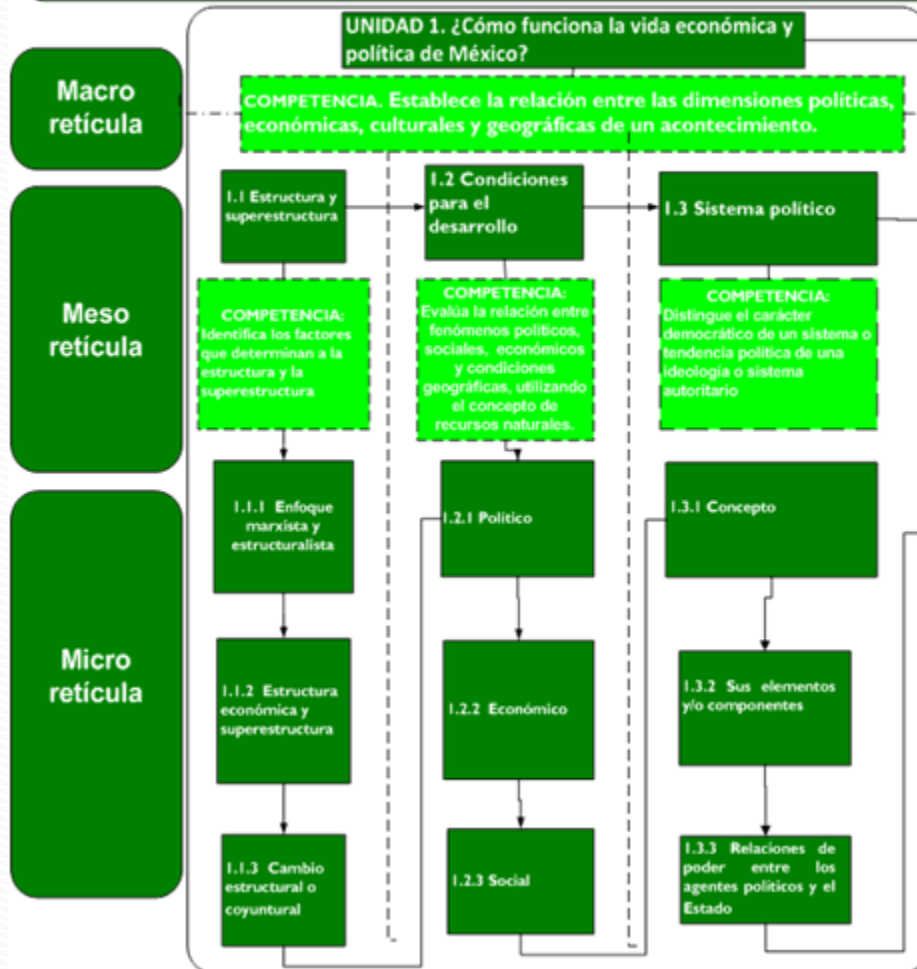 UNIDAD 1. ¿Cómo funciona la vida económica y
política de México?
Macro
retícula
COMPETENCIA. Establece la relación entre las dimensiones políticas,
económicas, culturales y geográficas de un acontecimiento.
Meso
retícula
1.1 Estructura y
superestructura
1.2 Condiciones
para el
desarrollo
1.3 Sistema político
COMPETENCIA:
Identifica los factores
que determinan a la
estructura y la
superestructura
COMPETENCIA:
Evalúa la relación entre
fenómenos políticos,
sociales, económicos
y condiciones
geográficas, utilizando
el concepto de
recursos naturales.
COMPETENCIA:
Distingue el carácter
democrático de un sistema o
tendencia política de una
ideología o sistema
autoritario
Micro
retícula
1.1.1 Enfoque
marxista y
estructuralista
1.2.1 Político
1.3.1 Concepto
1.1.2 Estructura
económica y
superestructura
1.2.2 Económico
1.3.2 Sus elementos
y/o componentes
1.1.3 Cambio
estructural o
coyuntural
1.2.3 Social
1.3.3 Relaciones de
poder entre los
agentes políticos y el
Estado